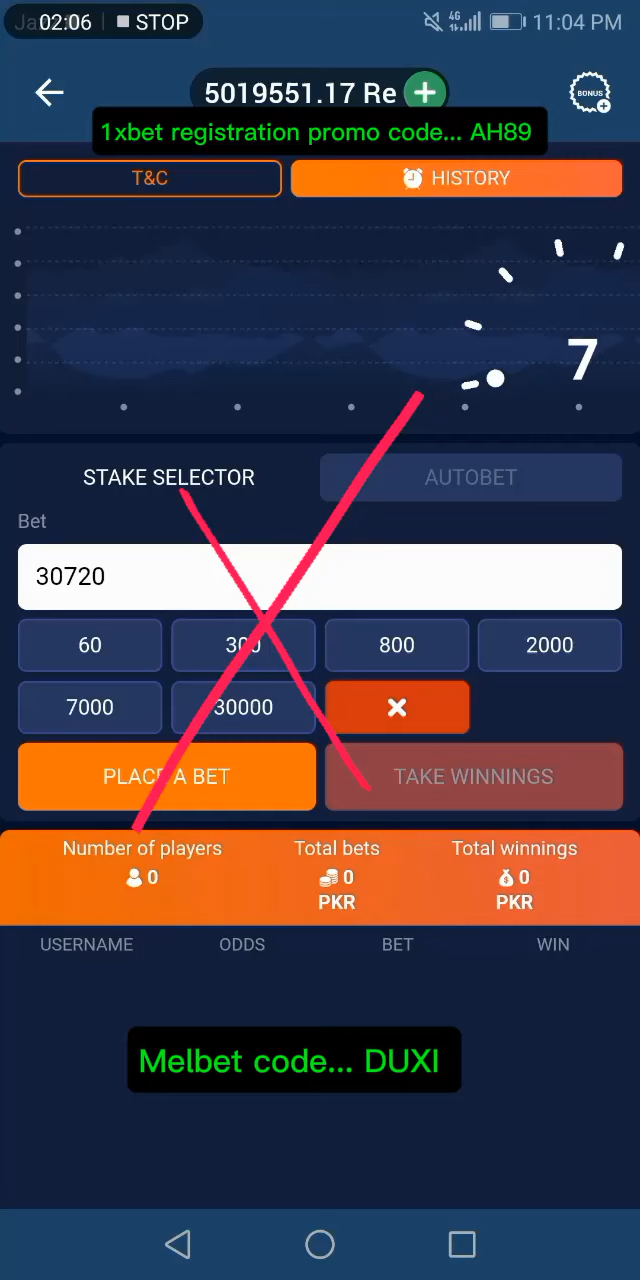 02:06 STOP 4G 11:04 PM
5019551.17 Re
BONUS
1xbet registration promo code... AH89
T&C HISTORY
7
STAKE SELECTOR AUTOBET
Bet
30720
60 300 800 2000
7000 30000
PLACE A BET TAKE WINNINGS
Number of players Total bets Total winnings
0 0 0
PKR PKR
USERNAME ODDS BET WIN
Melbet code... DUXI